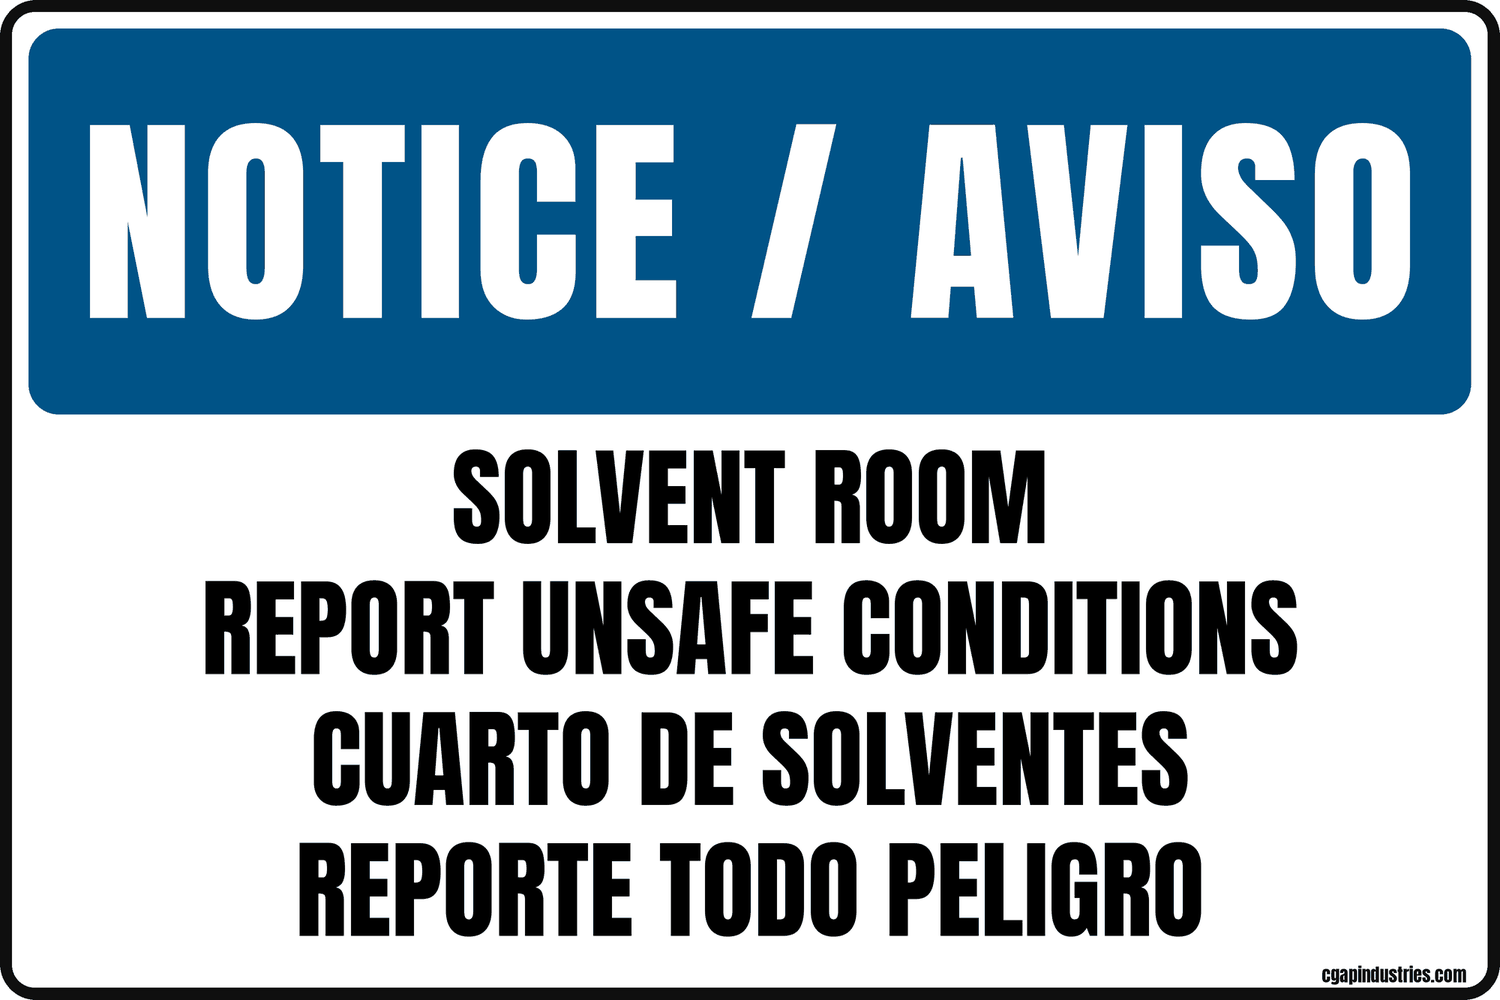 NOTICE / AVISO
SOLVENT ROOM
REPORT UNSAFE CONDITIONS
CUARTO DE SOLVENTES
REPORTE TODO PELIGRO
cgapindustries.com